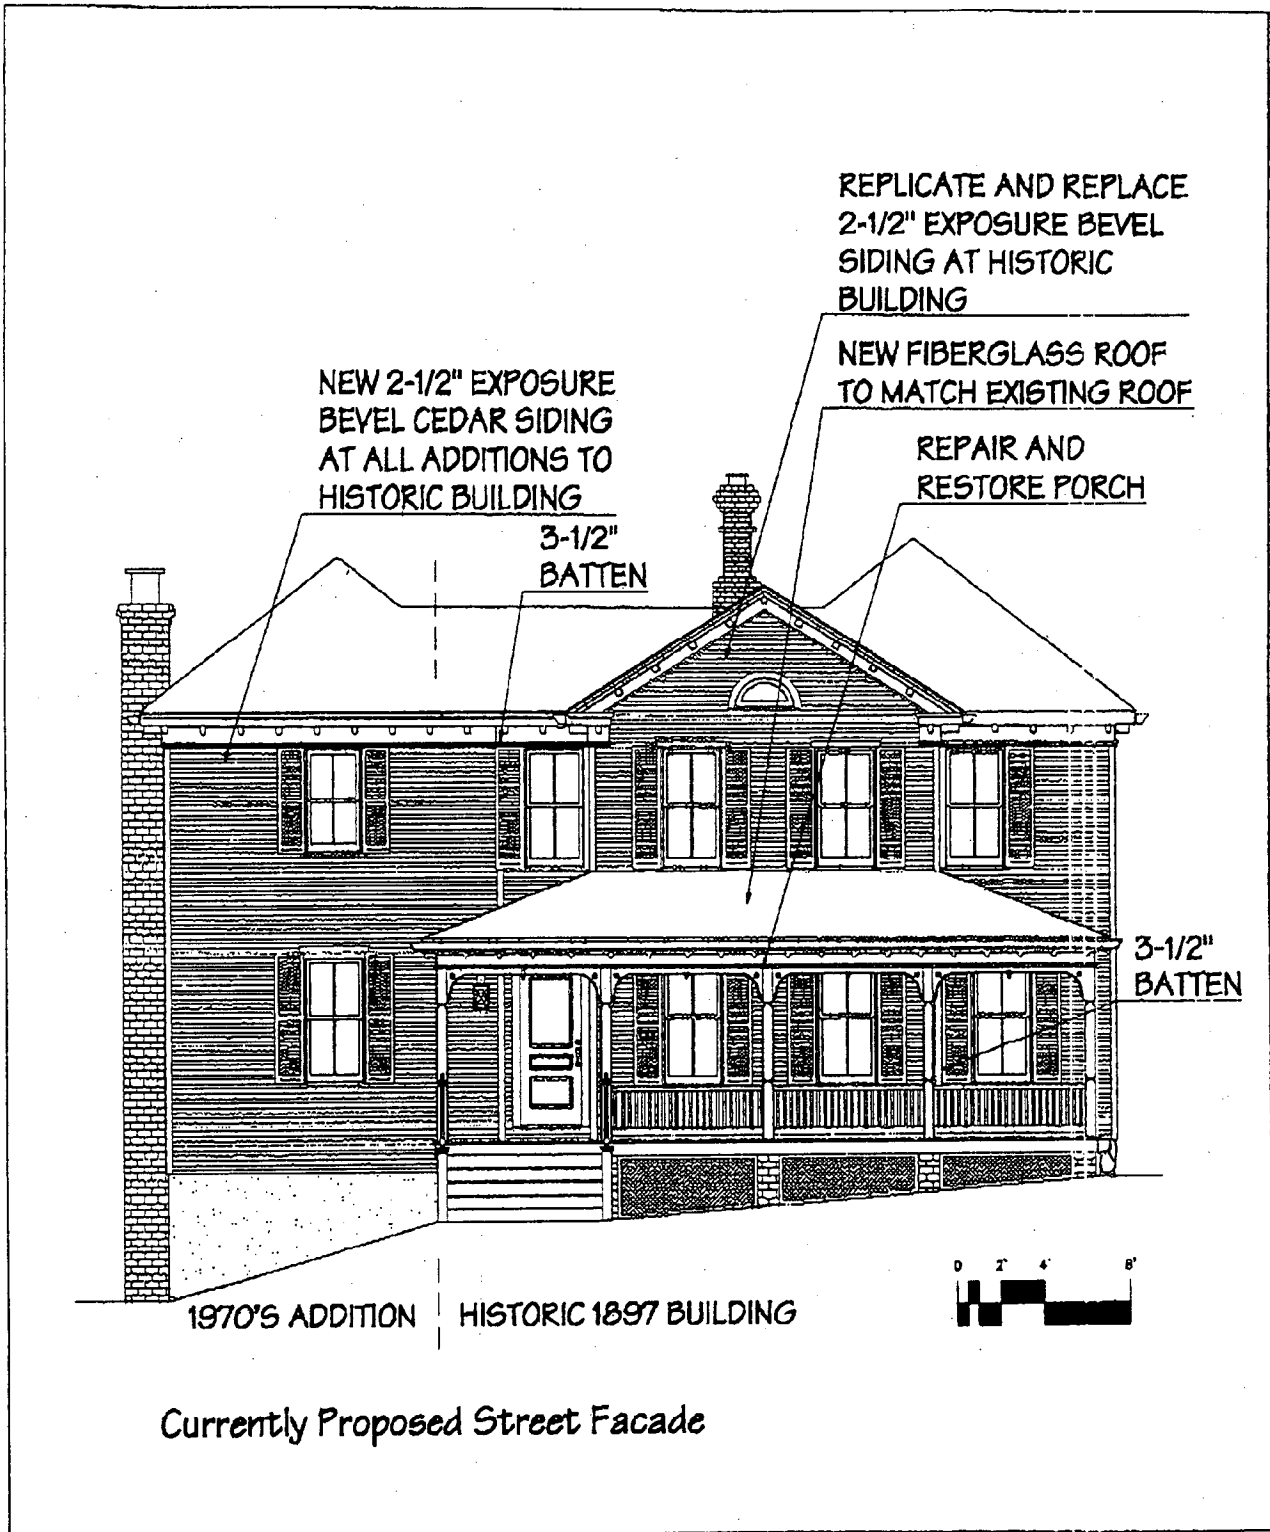 REPLICATE AND REPLACE
2-1/2" EXPOSURE BEVEL
SIDING AT HISTORIC
BUILDING
NEW FIBERGLASS ROOF
TO MATCH EXISTING ROOF
REPAIR AND
RESTORE PORCH
NEW 2-1/2" EXPOSURE
BEVEL CEDAR SIDING
AT ALL ADDITIONS TO
HISTORIC BUILDING
3-1/2"
BATTEN
3-1/2"
BATTEN
0 2' 4' 8'
1970'S ADDITION
HISTORIC 1897 BUILDING
Currently Proposed Street Facade